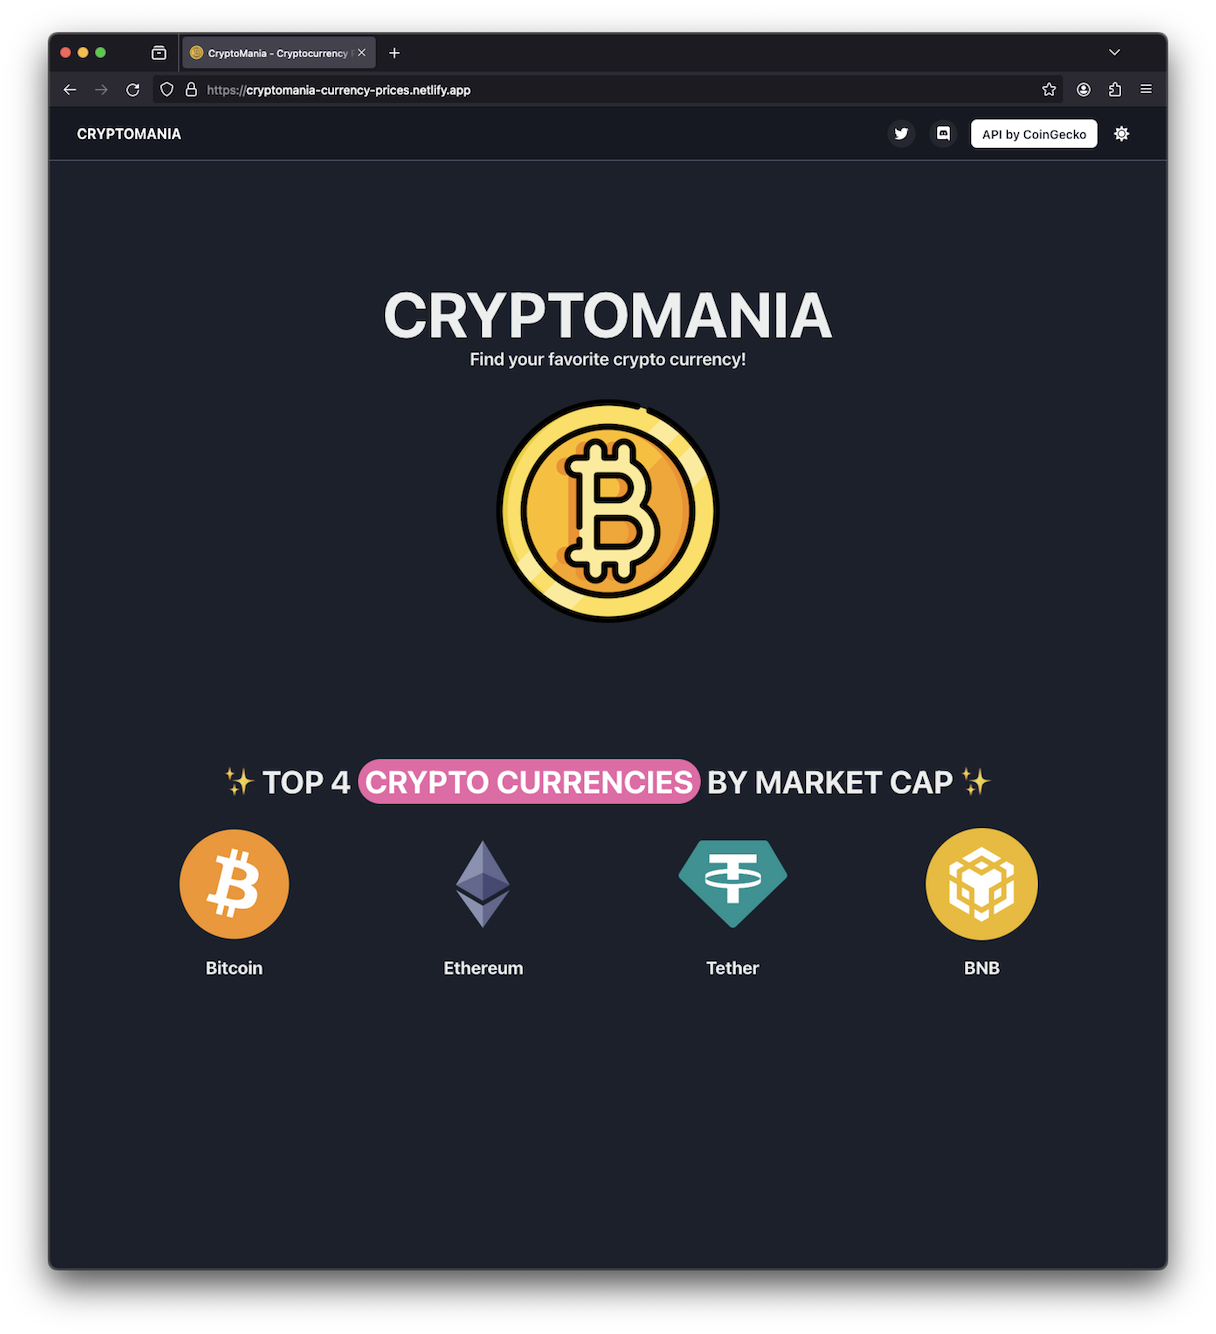 CryptoMania - Cryptocurrency
https://cryptomania-currency-prices.netlify.app
CRYPTOMANIA
API by CoinGecko
CRYPTOMANIA
Find your favorite crypto currency!
✨ TOP 4 CRYPTO CURRENCIES BY MARKET CAP ✨
Bitcoin
Ethereum
Tether
BNB